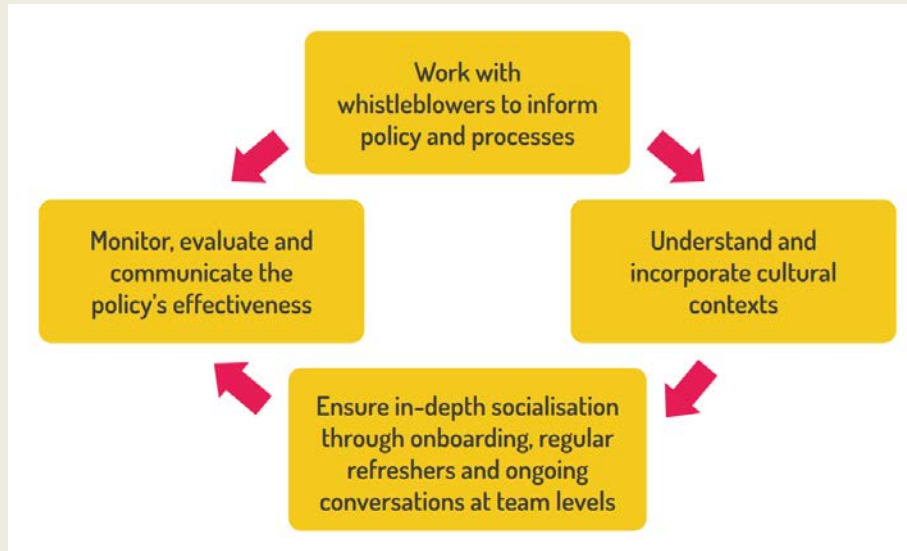 Work with
whistleblowers to inform
policy and processes
Monitor, evaluate and
communicate the
policy's effectiveness
Understand and
incorporate cultural
contexts
Ensure in-depth socialisation
through onboarding, regular
refreshers and ongoing
conversations at team levels